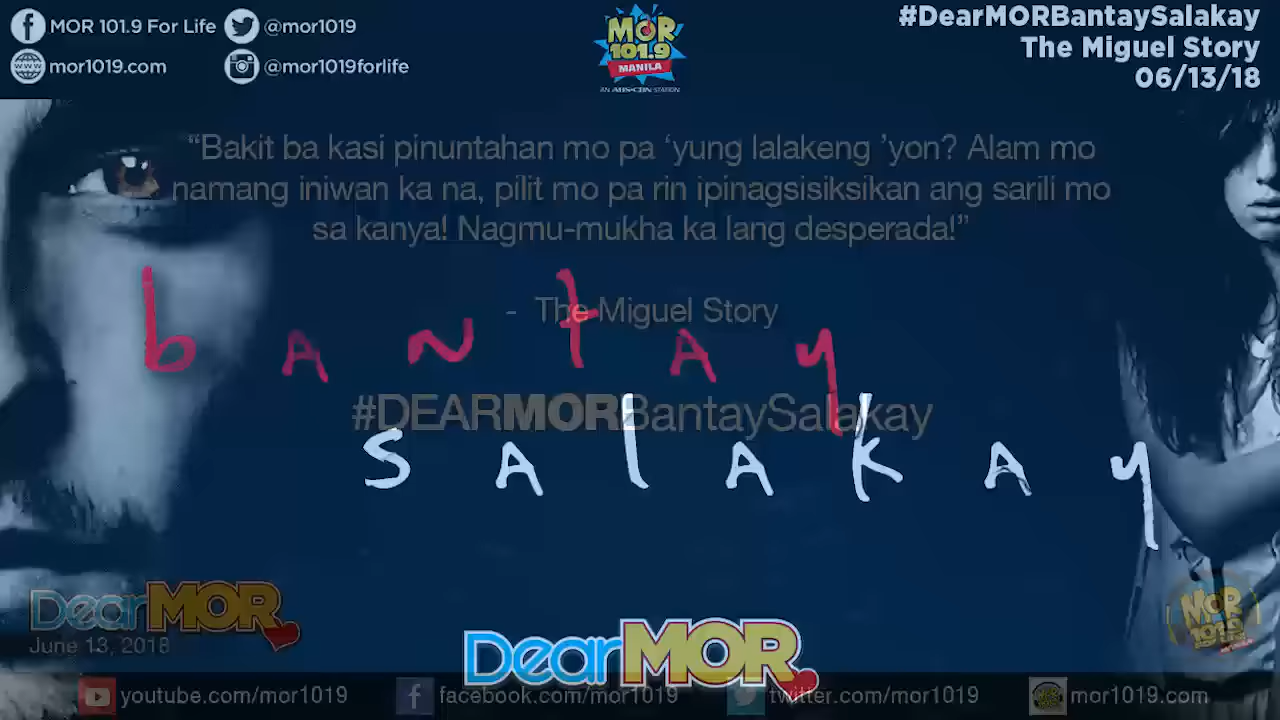 MOR 101.9 For Life @mor1019
mor1019.com @mor1019forlife
MOR
101.9
MANILA
AN ABS-CBN STATION
#DearMORBantaySalakay
The Miguel Story
06/13/18
“Bakit ba kasi pinuntahan mo pa ‘yung lalakeng ’yon? Alam mo
namang iniwan ka na, pilit mo pa rin ipinagsisiksikan ang sarili mo
sa kanya! Nagmu-mukha ka lang desperada!”
- The Miguel Story
bantay
#DEARMORBantaySalakay
salakay
DearMOR
June 13, 2018
DearMOR
MOR
101.9
youtube.com/mor1019 facebook.com/mor1019 twitter.com/mor1019 mor1019.com